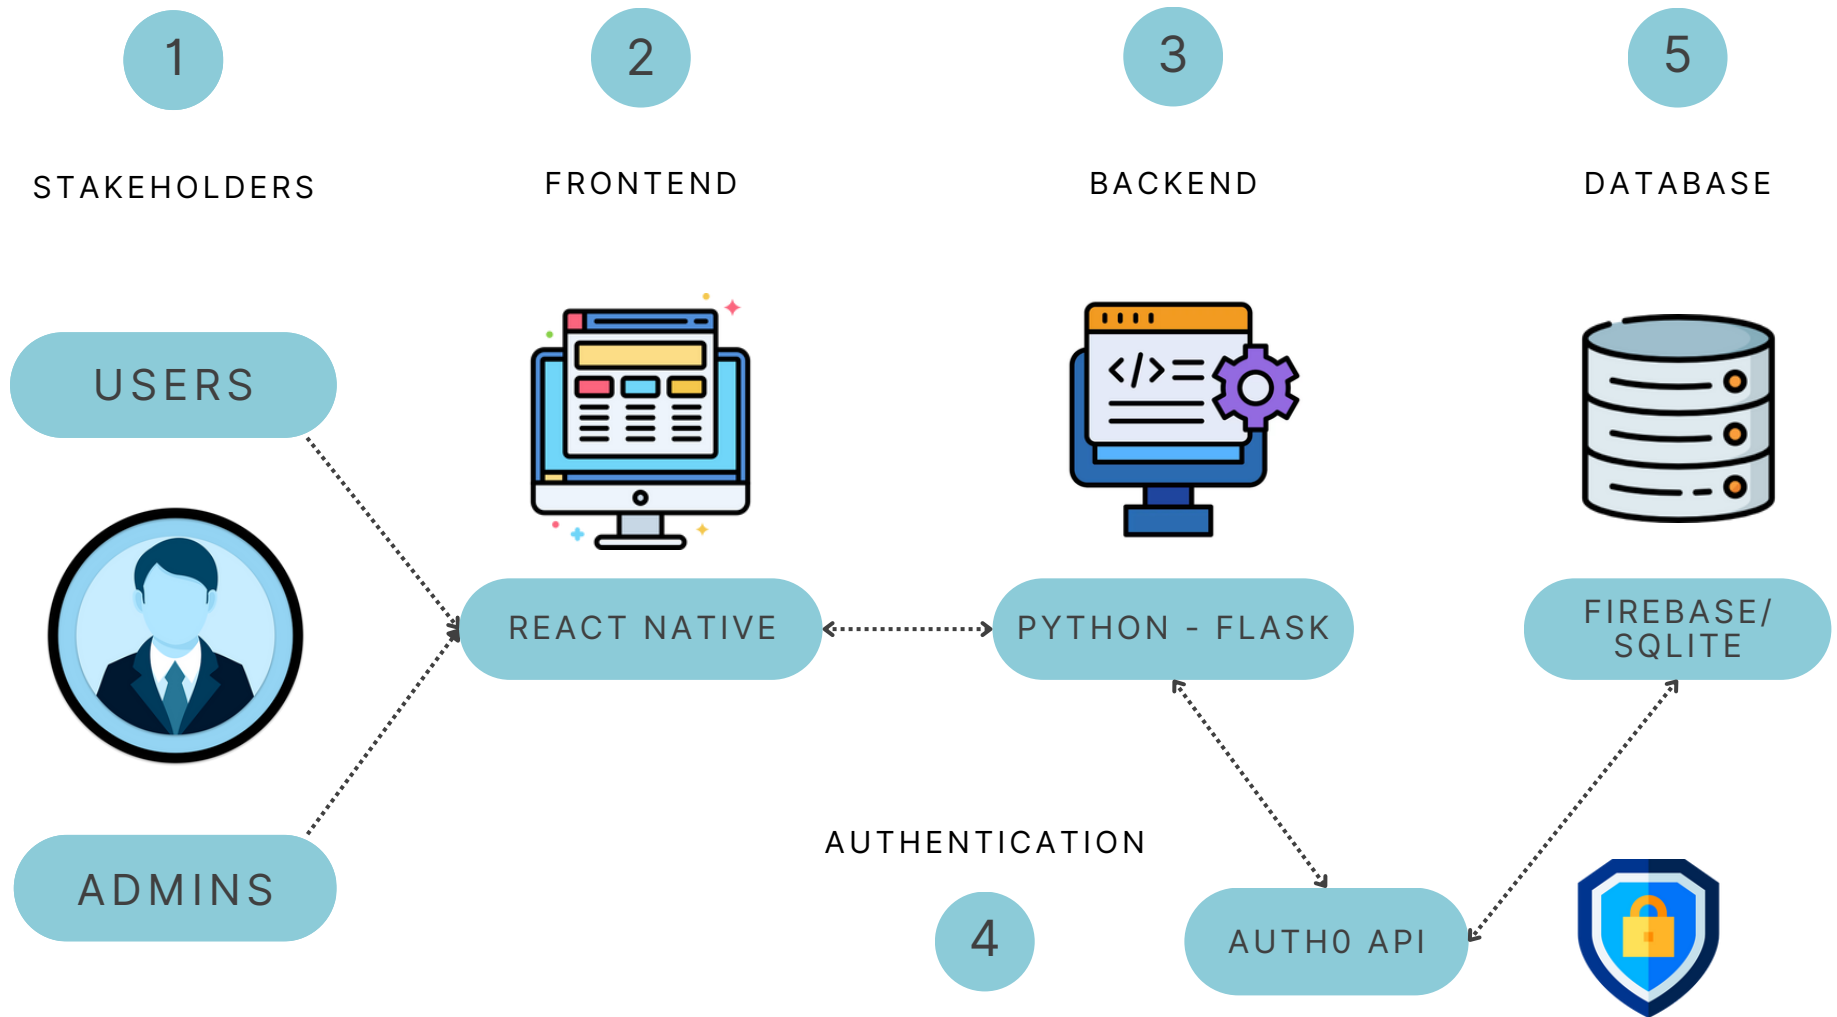 1
2
3
5
STAKEHOLDERS
FRONTEND
BACKEND
DATABASE
USERS
</>
REACT NATIVE
PYTHON - FLASK
FIREBASE/
SQLITE
AUTHENTICATION
ADMINS
4
AUTH0 API